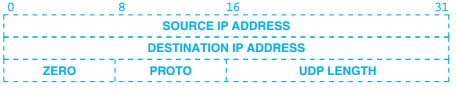 0 8 16 31
SOURCE IP ADDRESS
DESTINATION IP ADDRESS
ZERO PROTO UDP LENGTH